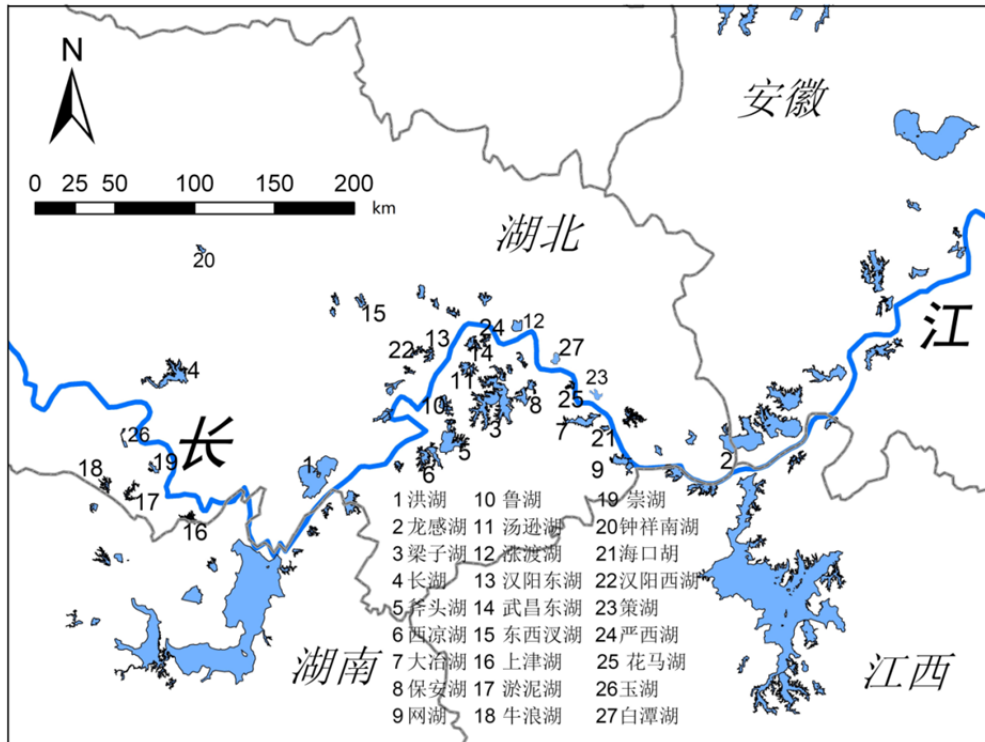 N
0 25 50 100 150 200
km
安徽
湖北
20
15
24
12
13
22
14
27
4
11
23
江
10
8
25
3
7
26
长
21
5
19
1
2
18
6
9
17
16
1 洪湖 10 鲁湖 19 崇湖
2 龙感湖 11 汤逊湖 20 钟祥南湖
3 梁子湖 12 涨渡湖 21 海口胡
4 长湖 13 汉阳东湖 22 汉阳西湖
5 斧头湖 14 武昌东湖 23 策湖
6 西凉湖 15 东西汊湖 24 严西湖
7 大冶湖 16 上津湖 25 花马湖
8 保安湖 17 淤泥湖 26 玉湖
9 网湖 18 牛浪湖 27 白潭湖
湖南
江西